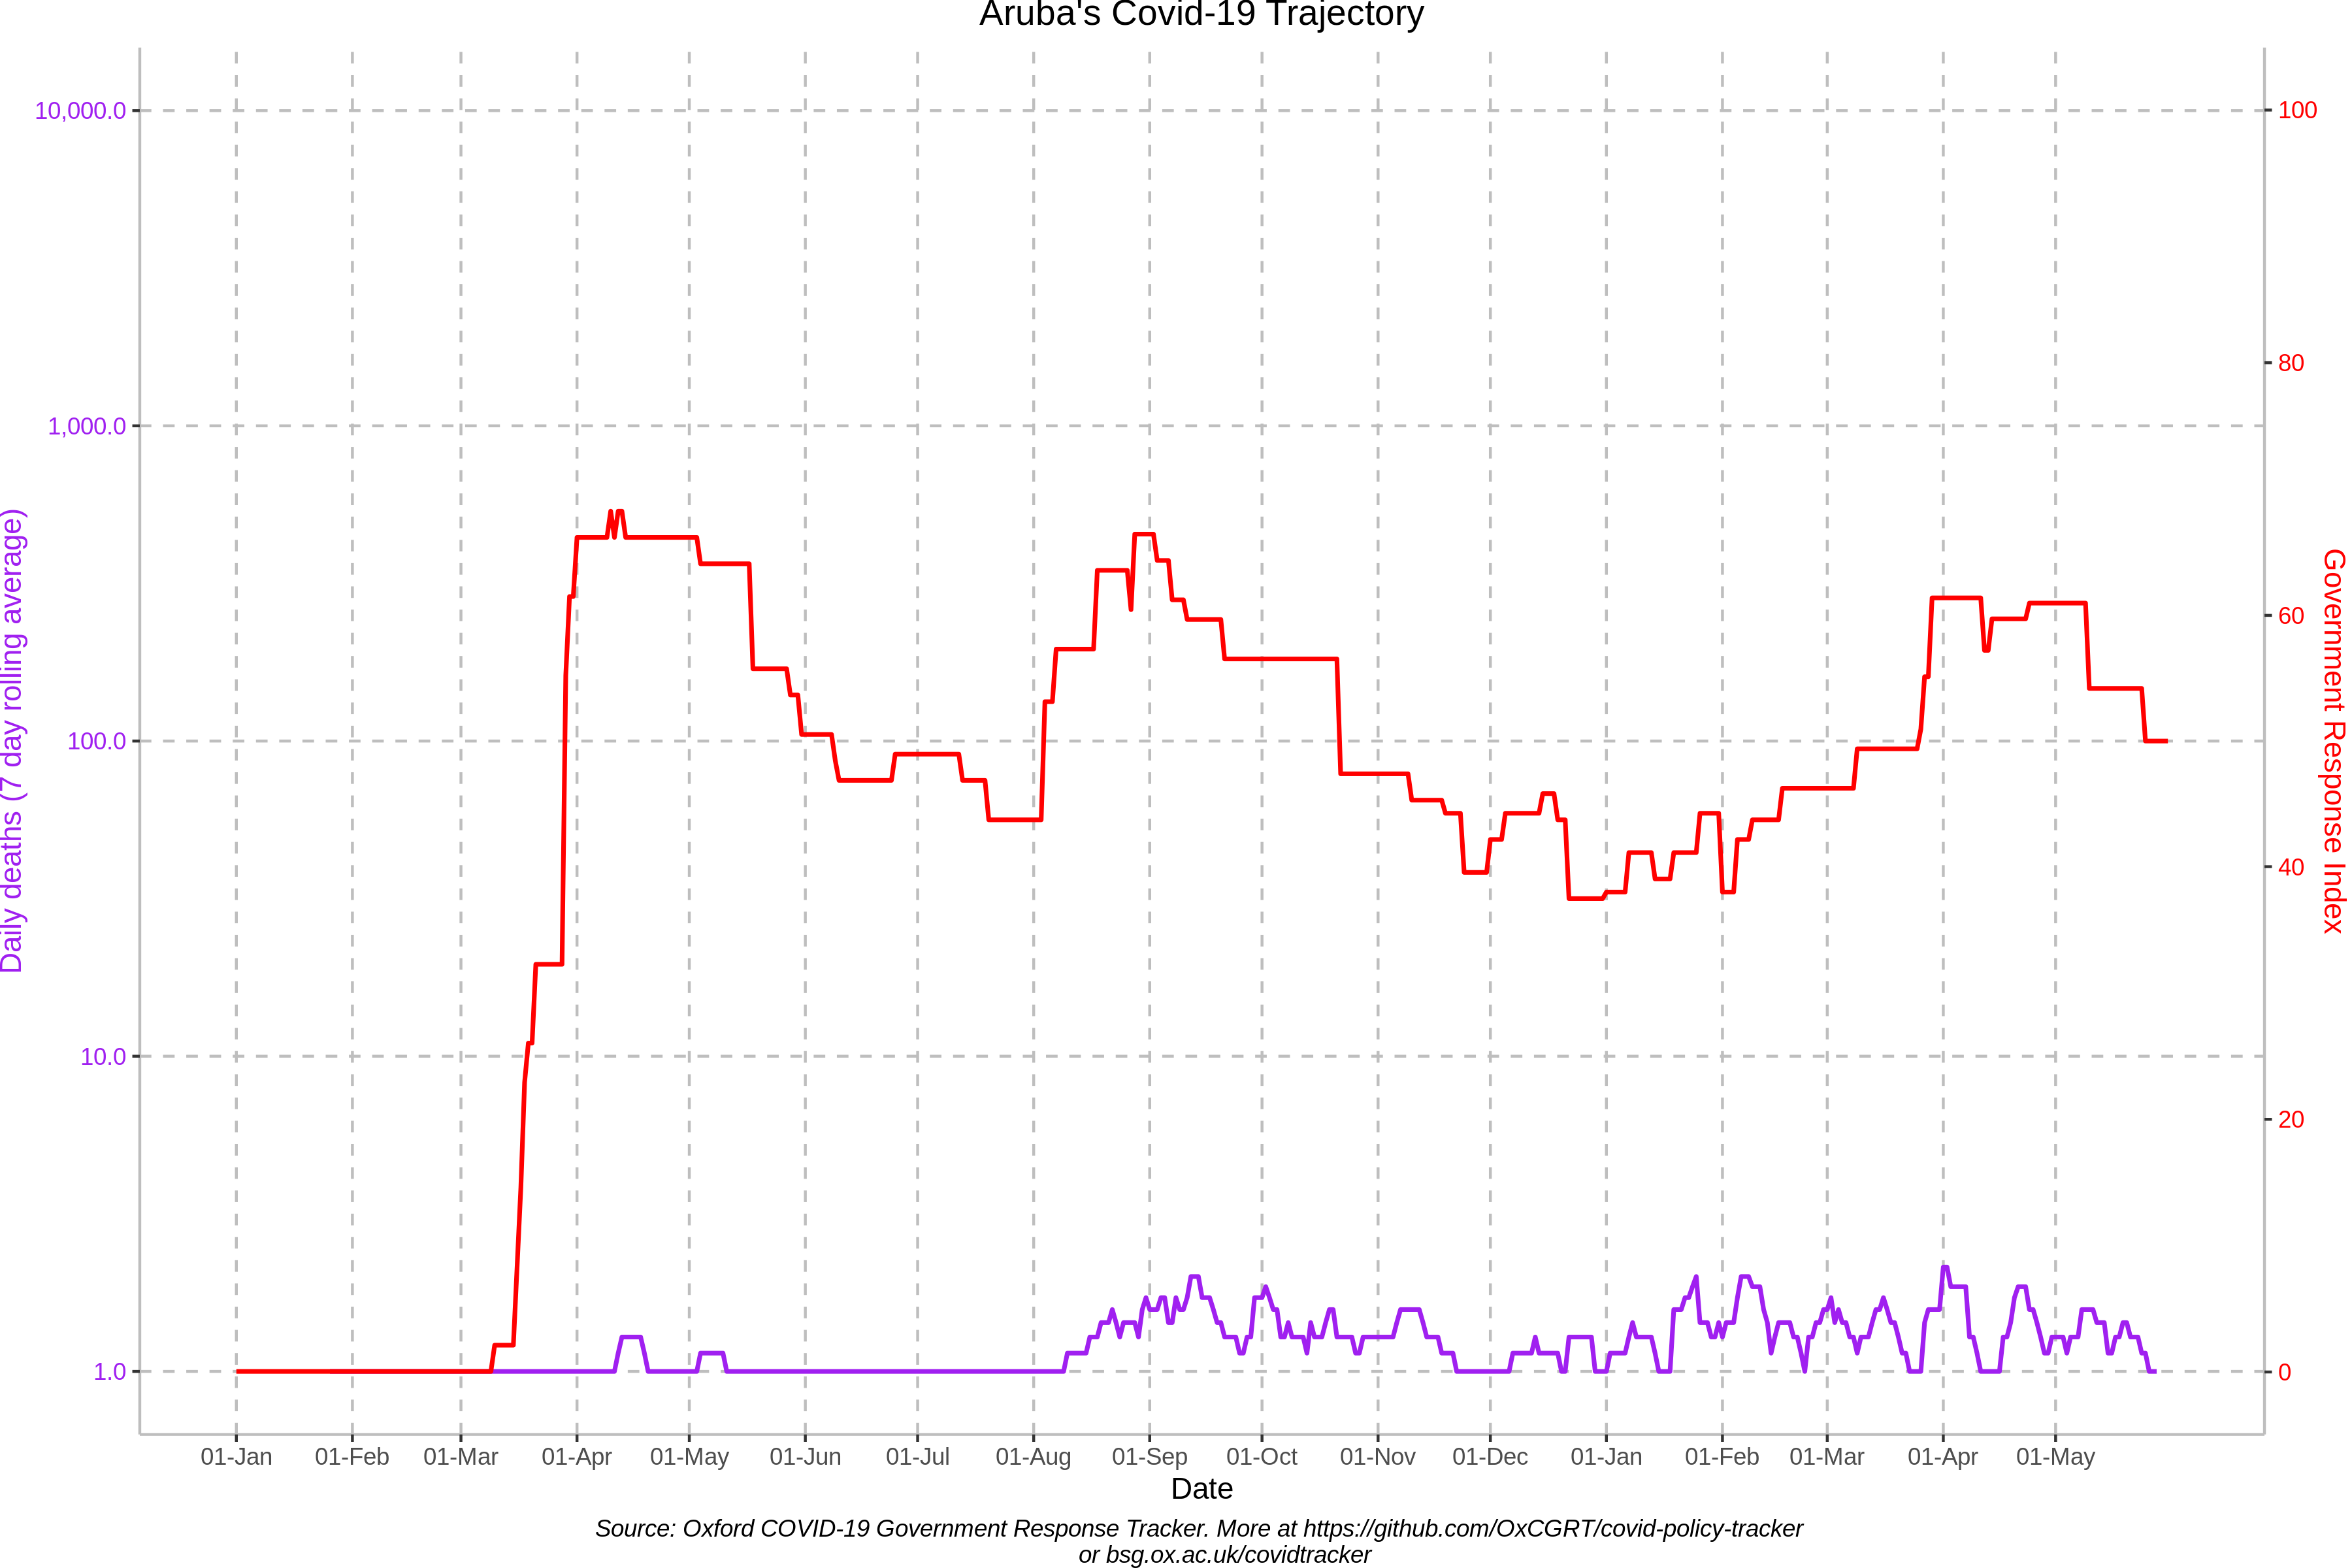 Aruba's Covid-19 Trajectory
10,000.0
1,000.0
100.0
10.0
1.0
Daily deaths (7 day rolling average)
100
80
60
40
20
0
Government Response Index
01-Jan 01-Feb 01-Mar 01-Apr 01-May 01-Jun 01-Jul 01-Aug 01-Sep 01-Oct 01-Nov 01-Dec 01-Jan 01-Feb 01-Mar 01-Apr 01-May
Date
Source: Oxford COVID-19 Government Response Tracker. More at https://github.com/OxCGRT/covid-policy-tracker
or bsg.ox.ac.uk/covidtracker